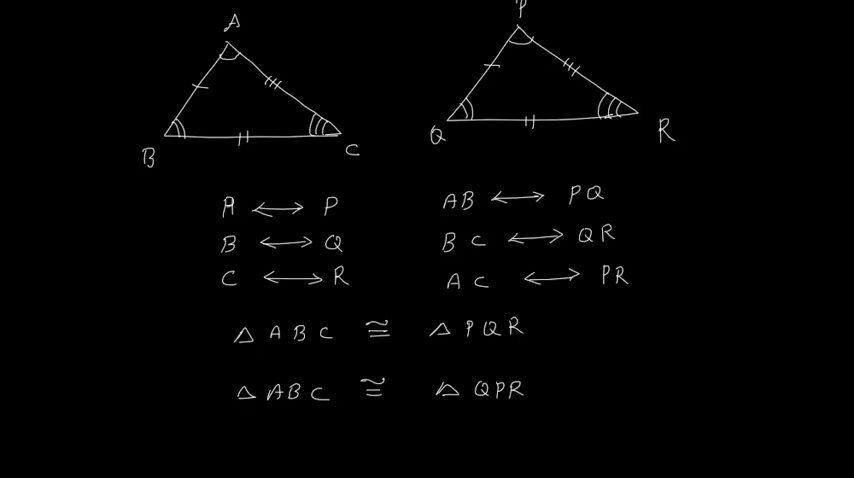 A
P
B
C
Q
R
A ↔ P
AB ↔ PQ
B ↔ Q
BC ↔ QR
C ↔ R
AC ↔ PR
△ ABC ≅ △ PQR
△ ABC ≅ △ QPR